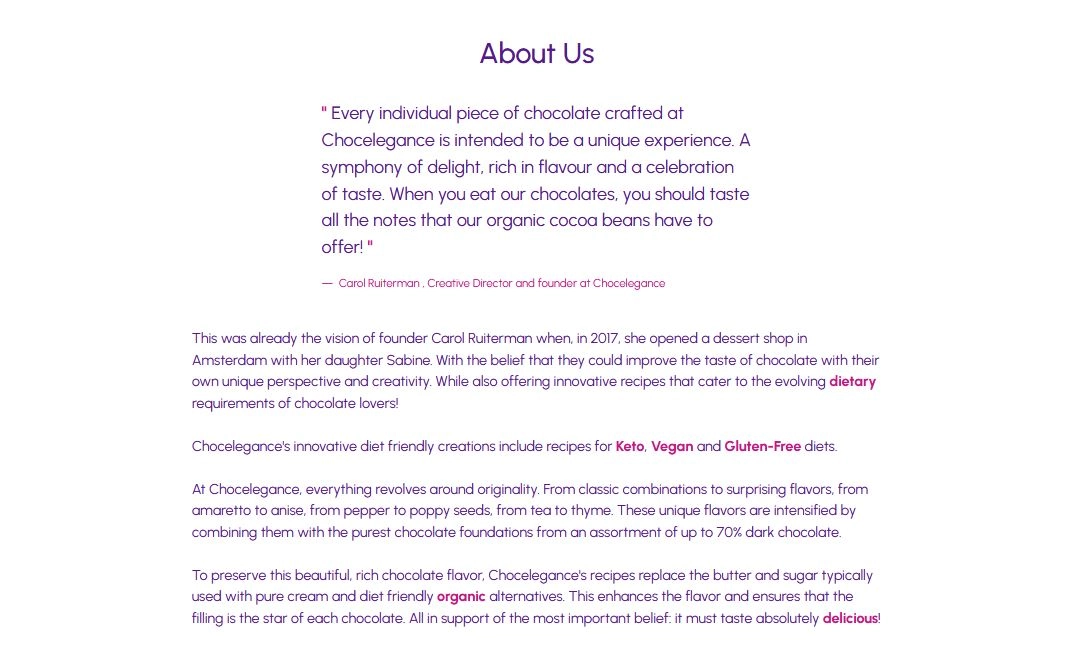 About Us
" Every individual piece of chocolate crafted at
Chocelegance is intended to be a unique experience. A
symphony of delight, rich in flavour and a celebration
of taste. When you eat our chocolates, you should taste
all the notes that our organic cocoa beans have to
offer! "
— Carol Ruiterman , Creative Director and founder at Chocelegance
This was already the vision of founder Carol Ruiterman when, in 2017, she opened a dessert shop in
Amsterdam with her daughter Sabine. With the belief that they could improve the taste of chocolate with their
own unique perspective and creativity. While also offering innovative recipes that cater to the evolving dietary
requirements of chocolate lovers!
Chocelegance's innovative diet friendly creations include recipes for Keto, Vegan and Gluten-Free diets.
At Chocelegance, everything revolves around originality. From classic combinations to surprising flavors, from
amaretto to anise, from pepper to poppy seeds, from tea to thyme. These unique flavors are intensified by
combining them with the purest chocolate foundations from an assortment of up to 70% dark chocolate.
To preserve this beautiful, rich chocolate flavor, Chocelegance's recipes replace the butter and sugar typically
used with pure cream and diet friendly organic alternatives. This enhances the flavor and ensures that the
filling is the star of each chocolate. All in support of the most important belief: it must taste absolutely delicious!